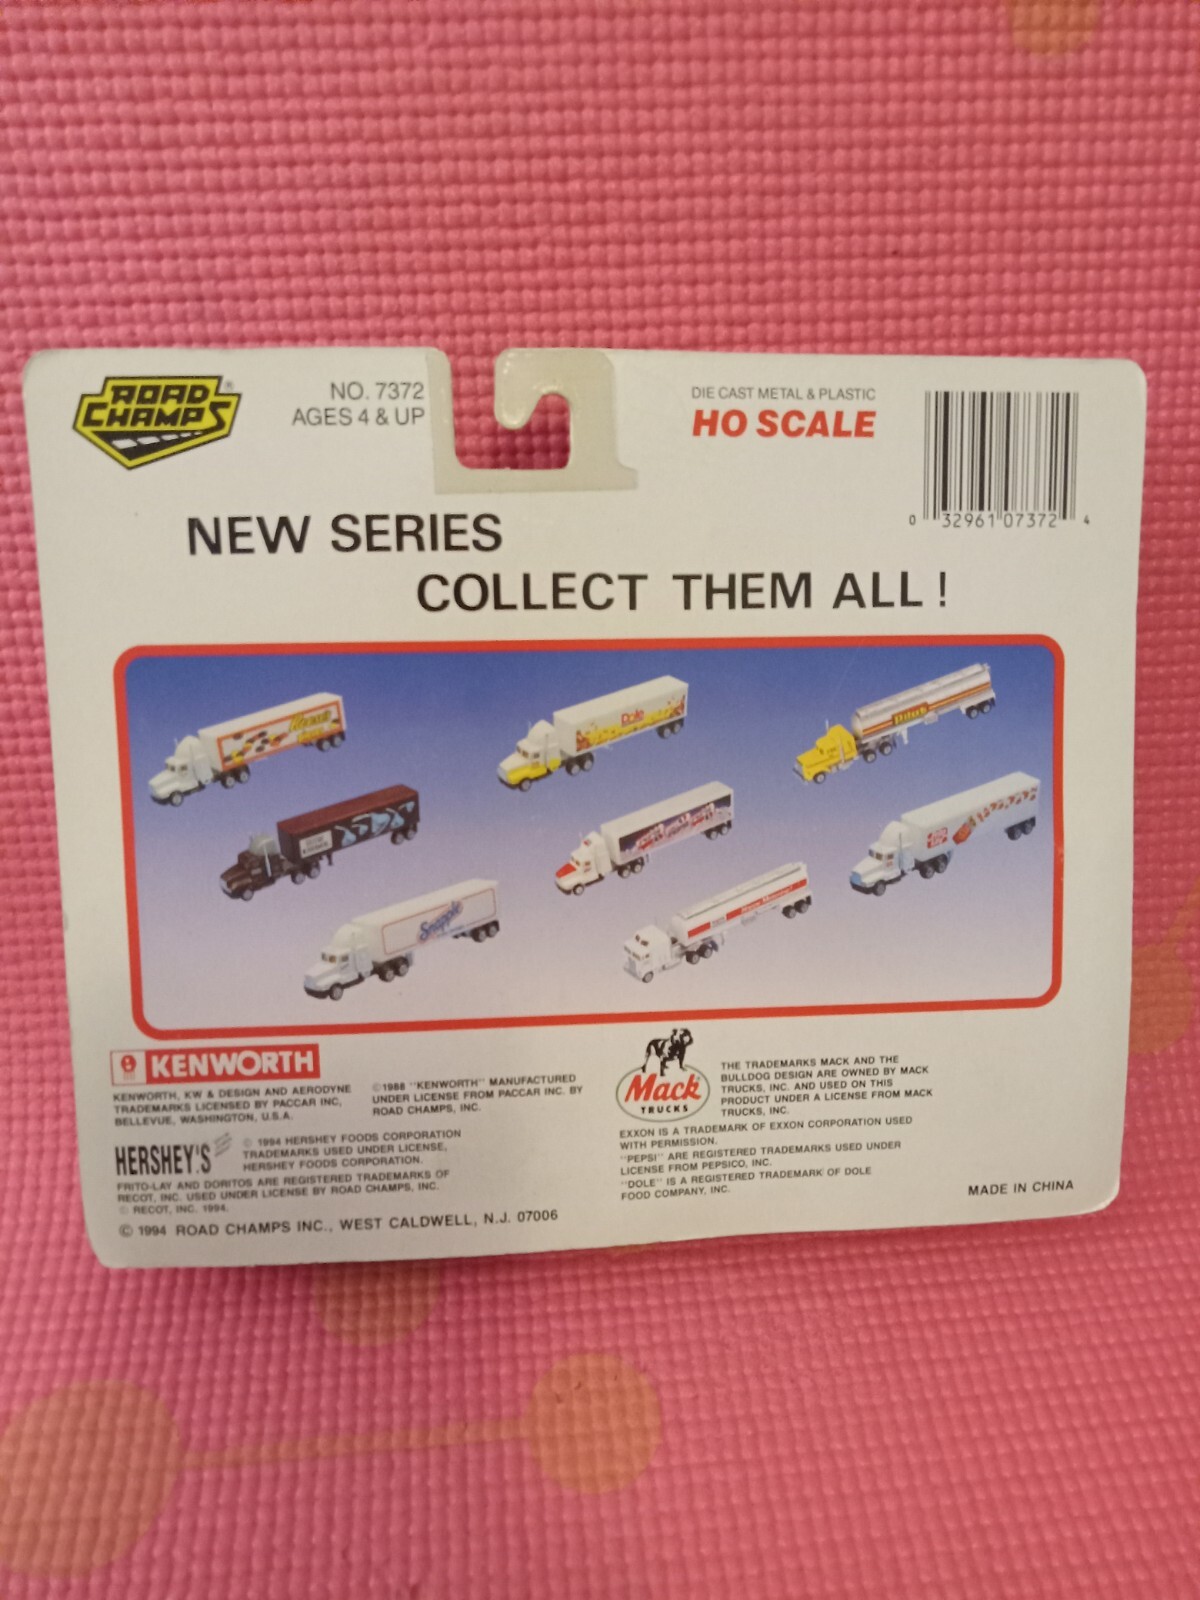 ROAD
CHAMPS®
NO. 7372
AGES 4 & UP
DIE CAST METAL & PLASTIC
HO SCALE
0 32961 07372 4
NEW SERIES
COLLECT THEM ALL !
Reese's
Dole
Pilot
Snapple
KENWORTH
KENWORTH, KW & DESIGN AND AERODYNE
TRADEMARKS LICENSED BY PACCAR INC,
BELLEVUE, WASHINGTON, U.S.A.
©1988 "KENWORTH" MANUFACTURED
UNDER LICENSE FROM PACCAR INC. BY
ROAD CHAMPS, INC.
HERSHEY'S
© 1994 HERSHEY FOODS CORPORATION
TRADEMARKS USED UNDER LICENSE,
HERSHEY FOODS CORPORATION.
FRITO-LAY AND DORITOS ARE REGISTERED TRADEMARKS OF
RECOT, INC. USED UNDER LICENSE BY ROAD CHAMPS, INC.
© RECOT, INC. 1994.
© 1994 ROAD CHAMPS INC., WEST CALDWELL, N.J. 07006
Mack
TRUCKS
THE TRADEMARKS MACK AND THE
BULLDOG DESIGN ARE OWNED BY MACK
TRUCKS, INC. AND USED ON THIS
PRODUCT UNDER A LICENSE FROM MACK
TRUCKS, INC.
EXXON IS A TRADEMARK OF EXXON CORPORATION USED
WITH PERMISSION.
"PEPSI" ARE REGISTERED TRADEMARKS USED UNDER
LICENSE FROM PEPSICO, INC.
"DOLE" IS A REGISTERED TRADEMARK OF DOLE
FOOD COMPANY, INC.
MADE IN CHINA